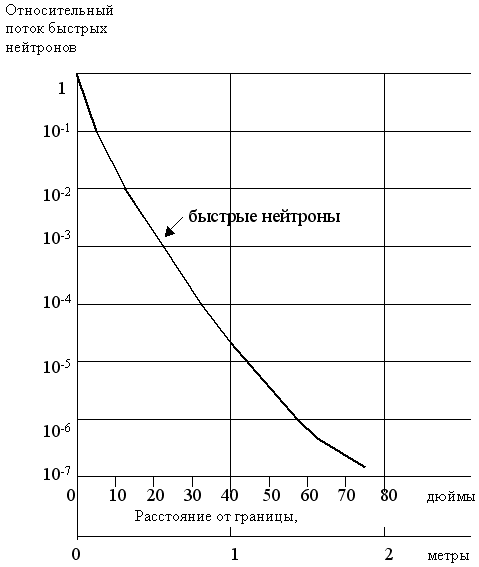 Относительный
поток быстрых
нейтронов
1
10-1
10-2
быстрые нейтроны
10-3
10-4
10-5
10-6
10-7
0 10 20 30 40 50 60 70 80 дюймы
Расстояние от границы,
0 1 2 метры